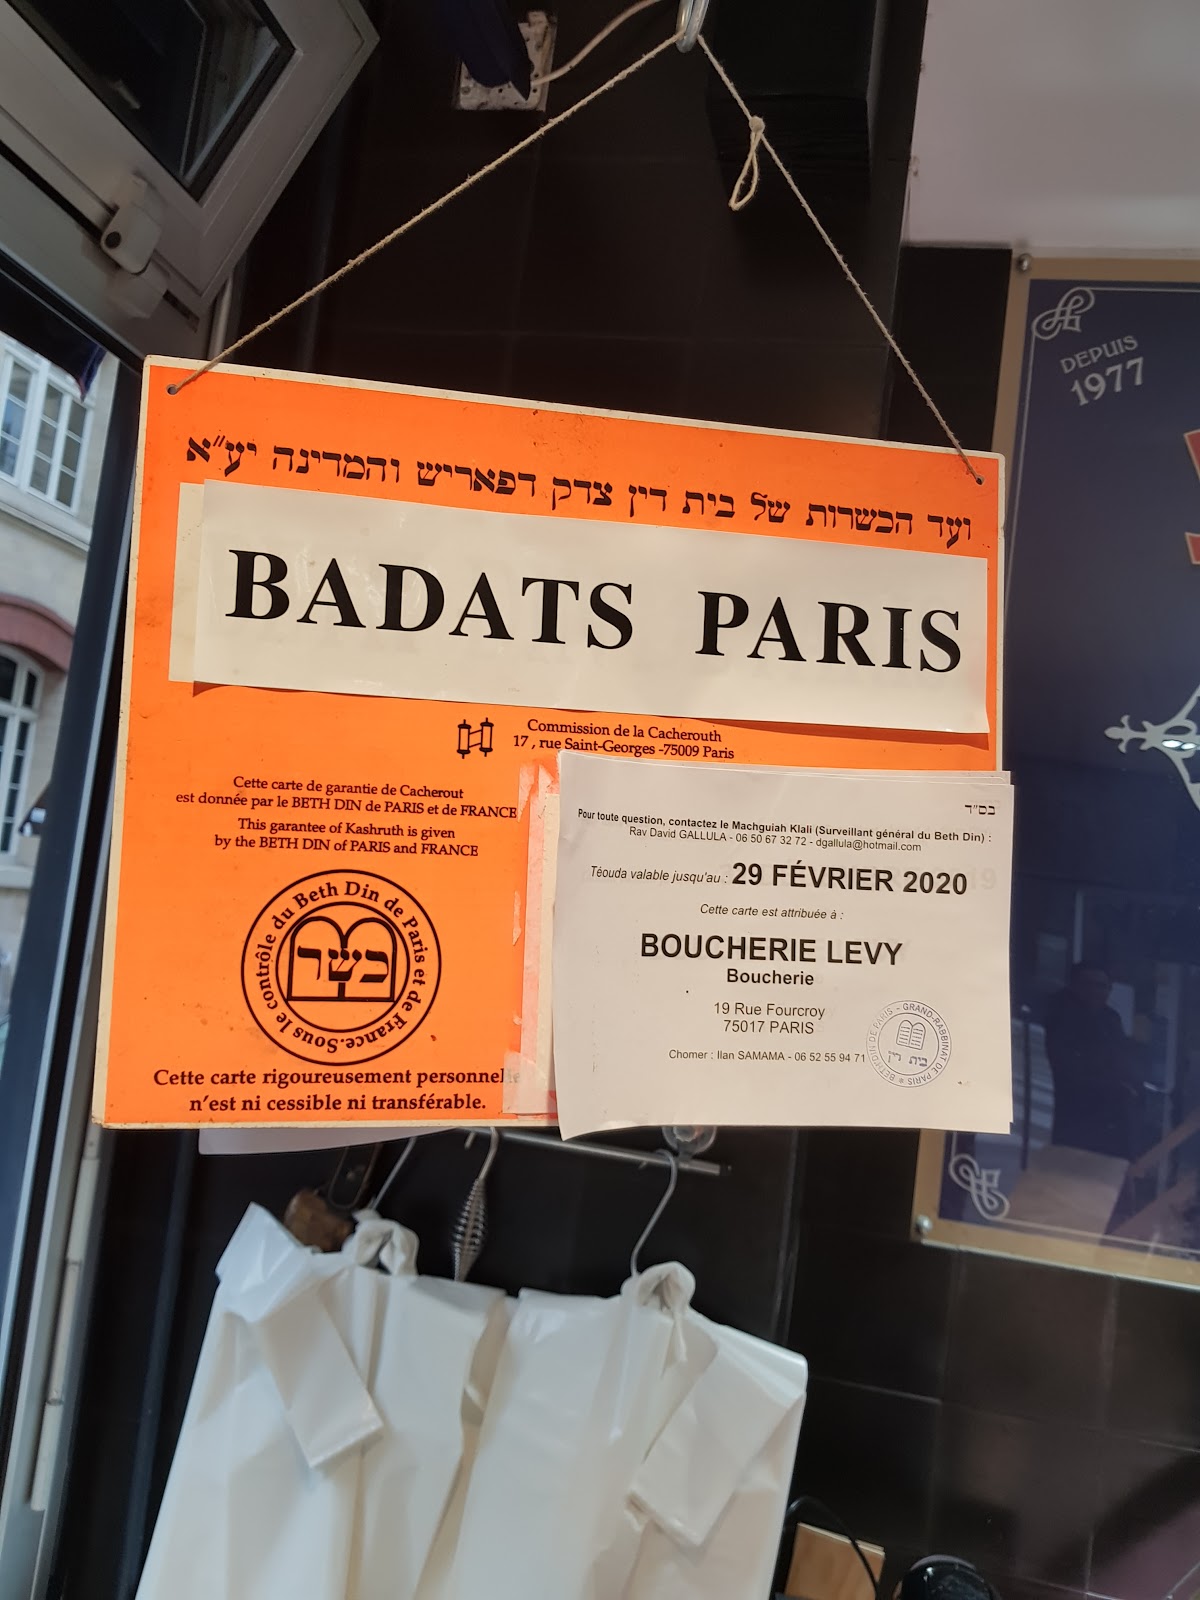 ועד הכשרות של בית דין צדק דפאריש והמדינה יע״א
BADATS PARIS
Commission de la Cacherouth
17 , rue Saint-Georges -75009 Paris
Cette carte de garantie de Cacherout
est donnée par le BETH DIN de PARIS et de FRANCE
This garantee of Kashruth is given
by the BETH DIN of PARIS and FRANCE
Sous le contrôle du Beth Din de Paris et de France.
כשר
Cette carte rigoureusement personnelle
n'est ni cessible ni transférable.
בס"ד
Pour toute question, contactez le Machguiah Klali (Surveillant général du Beth Din) :
Rav David GALLULA - 06 50 67 32 72 - dgallula@hotmail.com
Téouda valable jusqu'au : 29 FÉVRIER 2020
Cette carte est attribuée à :
BOUCHERIE LEVY
Boucherie
19 Rue Fourcroy
75017 PARIS
Chomer : Ilan SAMAMA - 06 52 55 94 71
BETH DIN DE PARIS - GRAND-RABBINAT DE PARIS *
בית דין
DEPUIS
1977